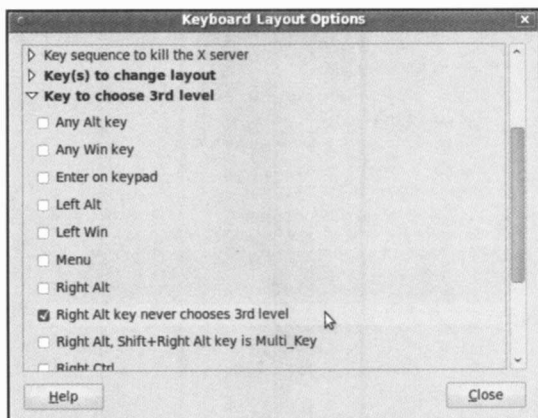 Keyboard Layout Options
Key sequence to kill the X server
Key(s) to change layout
Key to choose 3rd level
Any Alt key
Any Win key
Enter on keypad
Left Alt
Left Win
Menu
Right Alt
Right Alt key never chooses 3rd level
Right Alt, Shift+Right Alt key is Multi_Key
Right Ctrl
Help
Close